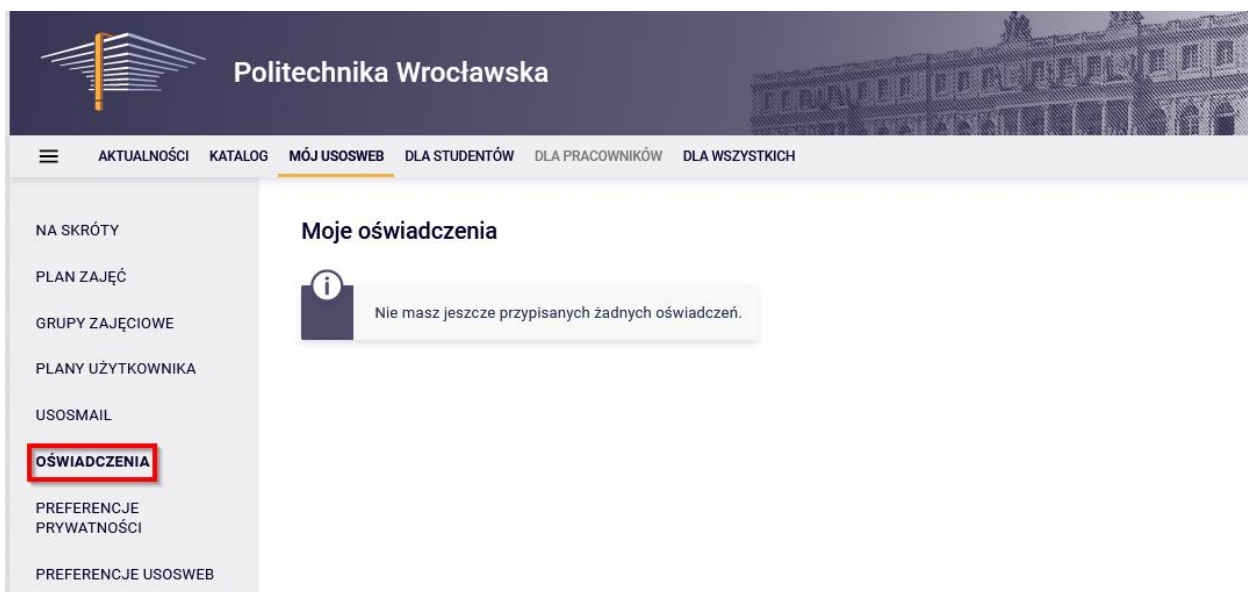 Politechnika Wrocławska
AKTUALNOŚCI KATALOG MÓJ USOSWEB DLA STUDENTÓW DLA PRACOWNIKÓW DLA WSZYSTKICH
NA SKRÓTY
PLAN ZAJĘĆ
GRUPY ZAJĘCIOWE
PLANY UŻYTKOWNIKA
USOSMAIL
OŚWIADCZENIA
PREFERENCJE
PRYWATNOŚCI
PREFERENCJE USOSWEB
Moje oświadczenia
Nie masz jeszcze przypisanych żadnych oświadczeń.